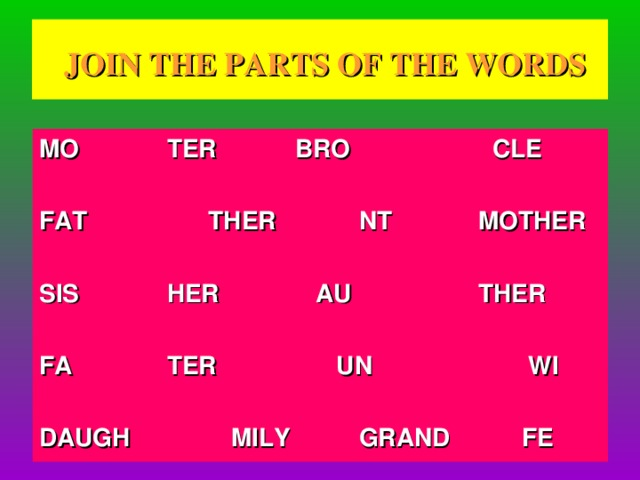 JOIN THE PARTS OF THE WORDS
MO TER BRO CLE
FAT THER NT MOTHER
SIS HER AU THER
FA TER UN WI
DAUGH MILY GRAND FE